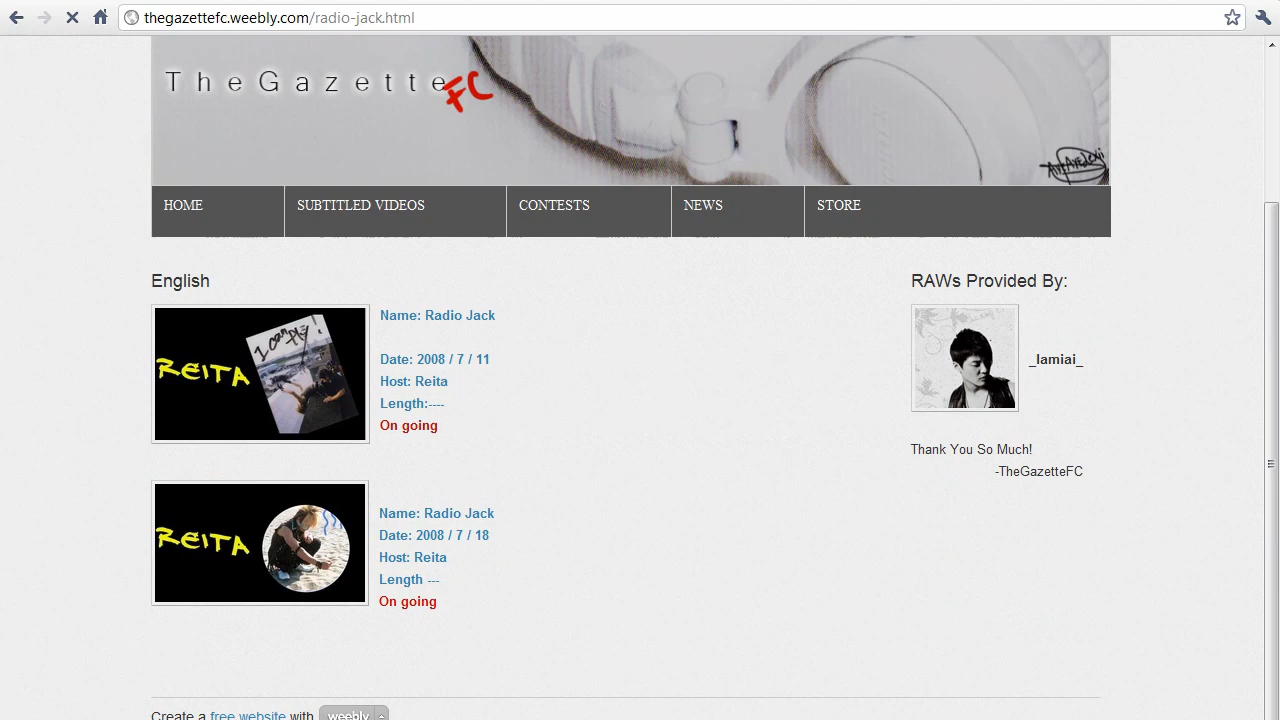 thegazettefc.weebly.com/radio-jack.html
TheGazette FC
HOME
SUBTITLED VIDEOS
CONTESTS
NEWS
STORE
English
RAWs Provided By:
I can fly!
REITA
Name: Radio Jack
Date: 2008 / 7 / 11
Host: Reita
Length:----
On going
_lamiai_
Thank You So Much!
-TheGazetteFC
REITA
Name: Radio Jack
Date: 2008 / 7 / 18
Host: Reita
Length ---
On going
Create a free website with weebly